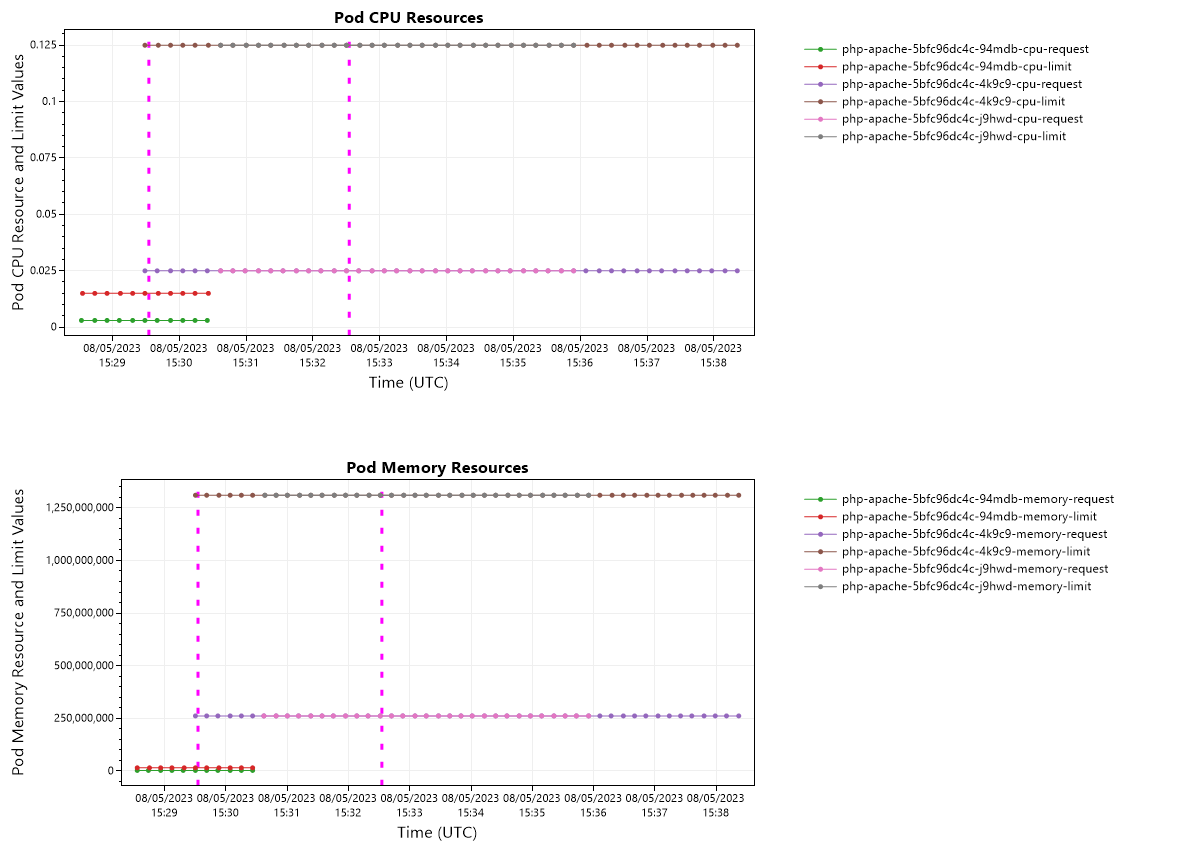 Pod CPU Resources
Pod CPU Resource and Limit Values
0.125
0.1
0.075
0.05
0.025
0
08/05/2023 08/05/2023 08/05/2023 08/05/2023 08/05/2023 08/05/2023 08/05/2023 08/05/2023 08/05/2023 08/05/2023
15:29 15:30 15:31 15:32 15:33 15:34 15:35 15:36 15:37 15:38
Time (UTC)
php-apache-5bfc96dc4c-94mdb-cpu-request
php-apache-5bfc96dc4c-94mdb-cpu-limit
php-apache-5bfc96dc4c-4k9c9-cpu-request
php-apache-5bfc96dc4c-4k9c9-cpu-limit
php-apache-5bfc96dc4c-j9hwd-cpu-request
php-apache-5bfc96dc4c-j9hwd-cpu-limit
Pod Memory Resources
Pod Memory Resource and Limit Values
1,250,000,000
1,000,000,000
750,000,000
500,000,000
250,000,000
0
08/05/2023 08/05/2023 08/05/2023 08/05/2023 08/05/2023 08/05/2023 08/05/2023 08/05/2023 08/05/2023 08/05/2023
15:29 15:30 15:31 15:32 15:33 15:34 15:35 15:36 15:37 15:38
Time (UTC)
php-apache-5bfc96dc4c-94mdb-memory-request
php-apache-5bfc96dc4c-94mdb-memory-limit
php-apache-5bfc96dc4c-4k9c9-memory-request
php-apache-5bfc96dc4c-4k9c9-memory-limit
php-apache-5bfc96dc4c-j9hwd-memory-request
php-apache-5bfc96dc4c-j9hwd-memory-limit